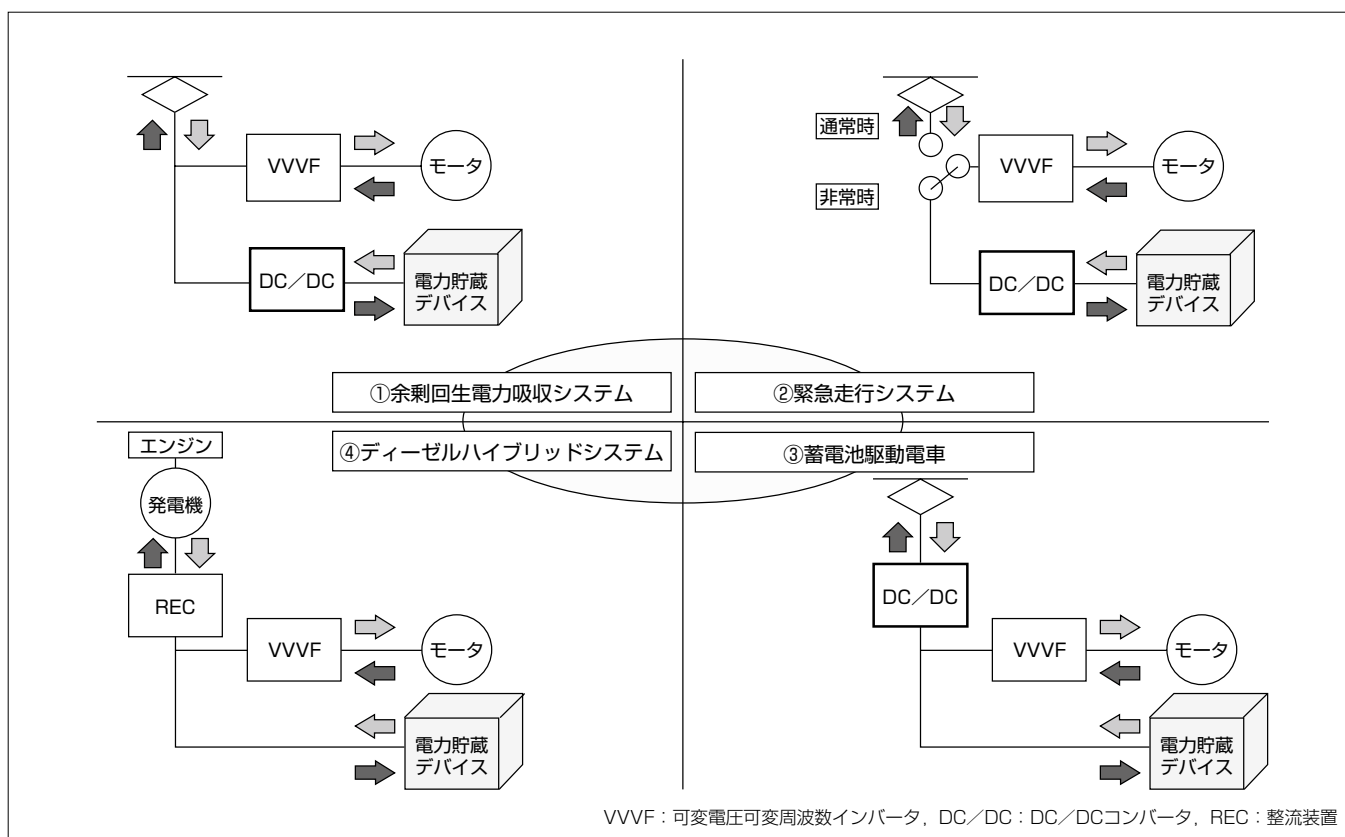 VVVF
モータ
DC／DC
電力貯蔵
デバイス
①余剰回生電力吸収システム
通常時
非常時
VVVF
モータ
DC／DC
電力貯蔵
デバイス
②緊急走行システム
エンジン
④ディーゼルハイブリッドシステム
発電機
REC
VVVF
モータ
電力貯蔵
デバイス
③蓄電池駆動電車
DC／DC
VVVF
モータ
電力貯蔵
デバイス
VVVF：可変電圧可変周波数インバータ，DC／DC：DC／DCコンバータ，REC：整流装置